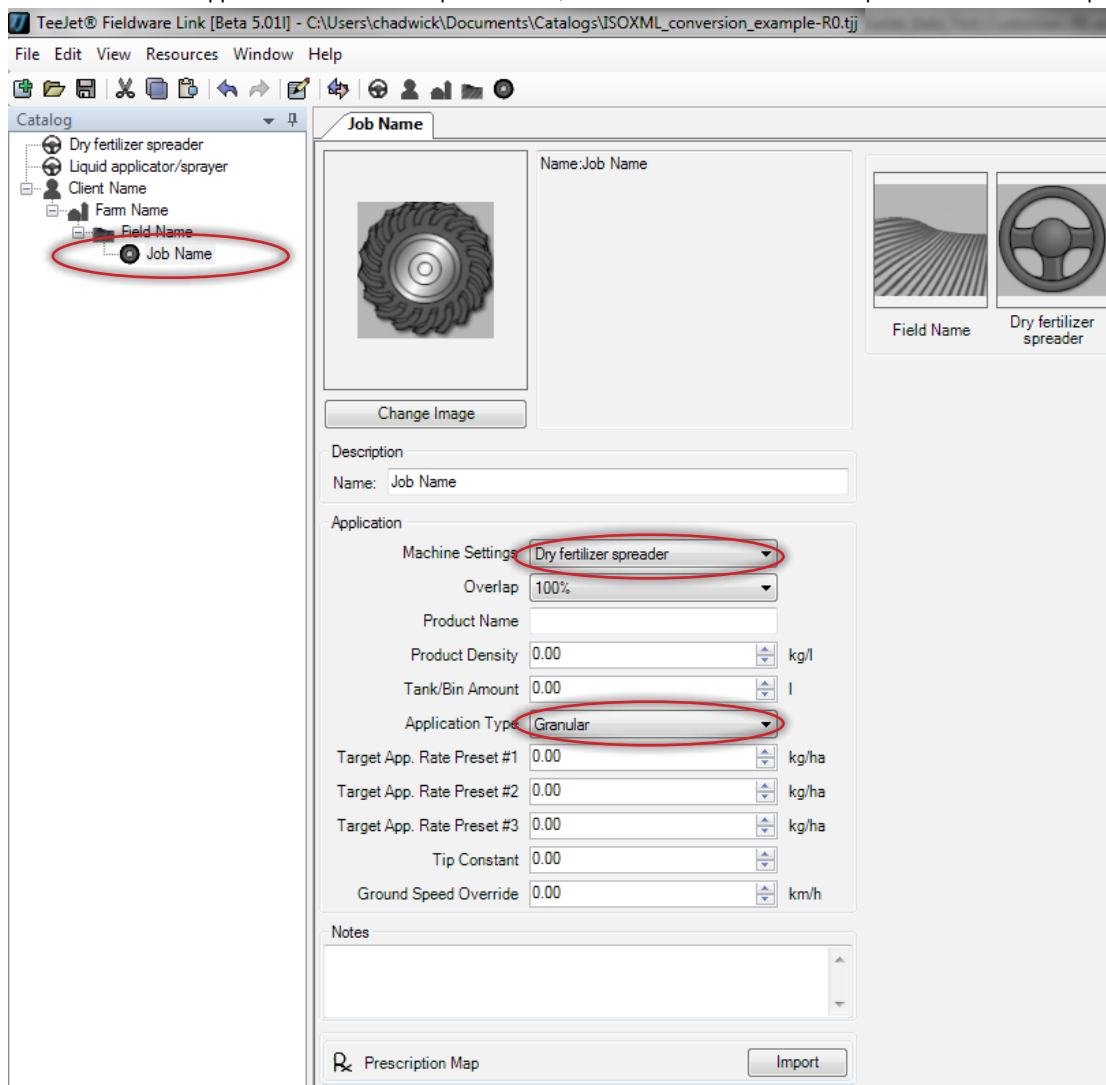 TeeJet® Fieldware Link [Beta 5.01l] - C:\Users\chadwick\Documents\Catalogs\ISOXML_conversion_example-R0.tjj
File Edit View Resources Window Help
Catalog
Job Name
Dry fertilizer spreader
Liquid applicator/sprayer
Client Name
Farm Name
Field Name
Job Name
Name:Job Name
Field Name
Dry fertilizer
spreader
Change Image
Description
Name: Job Name
Application
Machine Settings Dry fertilizer spreader
Overlap 100%
Product Name
Product Density 0.00 kg/l
Tank/Bin Amount 0.00 l
Application Type Granular
Target App. Rate Preset #1 0.00 kg/ha
Target App. Rate Preset #2 0.00 kg/ha
Target App. Rate Preset #3 0.00 kg/ha
Tip Constant 0.00
Ground Speed Override 0.00 km/h
Notes
Rx Prescription Map Import